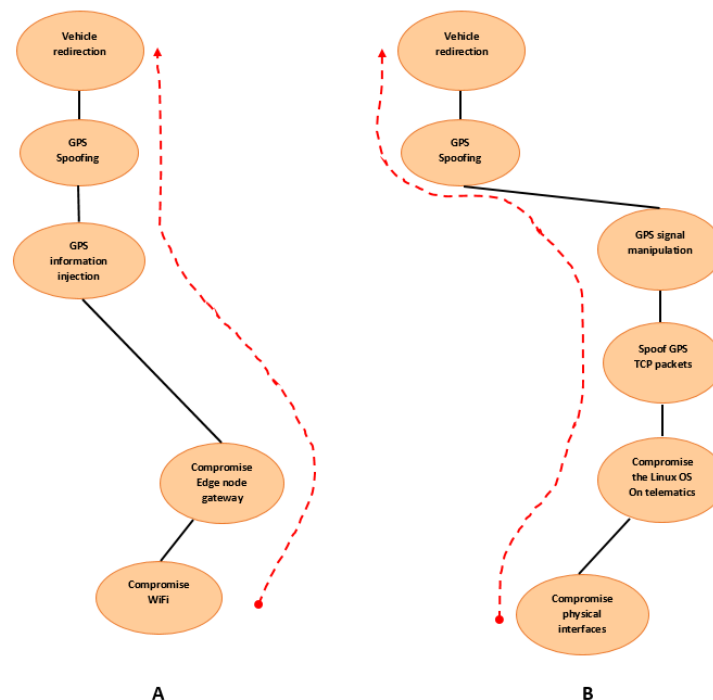 Vehicle
redirection
GPS
Spoofing
GPS
information
injection
Compromise
Edge node
gateway
Compromise
WiFi
A
Vehicle
redirection
GPS
Spoofing
GPS signal
manipulation
Spoof GPS
TCP packets
Compromise
the Linux OS
On telematics
Compromise
physical
interfaces
B